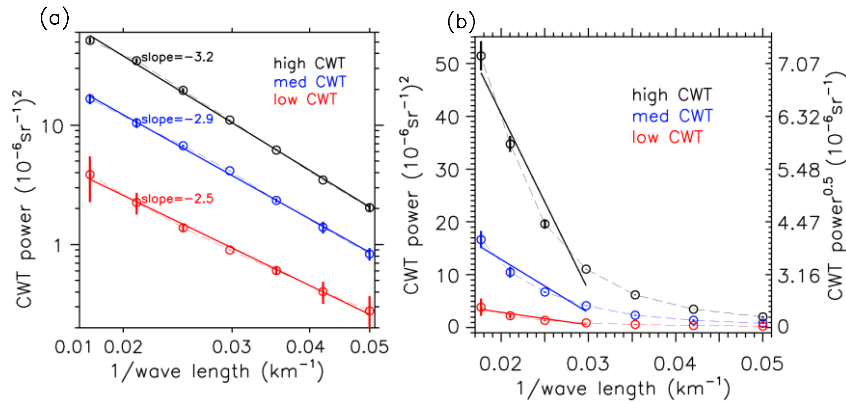 (a)
CWT power (10⁻⁶sr⁻¹)²
10
1
slope=−3.2
slope=−2.9
slope=−2.5
high CWT
med CWT
low CWT
0.01 0.02 0.03 0.04 0.05
1/wave length (km⁻¹)
(b)
CWT power (10⁻⁶sr⁻¹)²
50
40
30
20
10
0
high CWT
med CWT
low CWT
7.07
6.32
5.48
4.47
3.16
0
CWT power⁰·⁵ (10⁻⁶sr⁻¹)
0.02 0.03 0.04 0.05
1/wave length (km⁻¹)